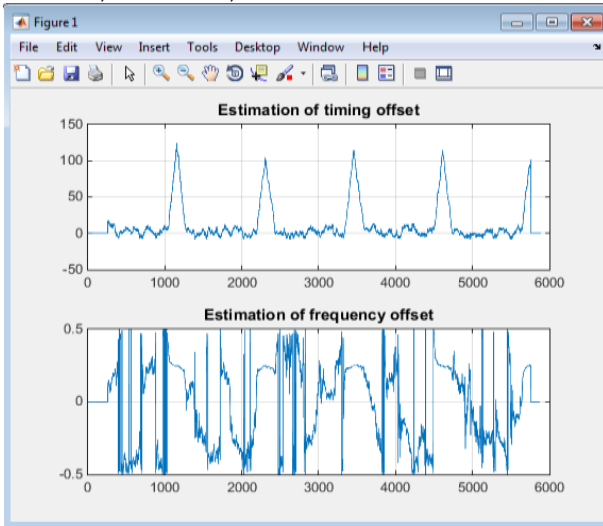 Figure 1
File Edit View Insert Tools Desktop Window Help
Estimation of timing offset
150
100
50
0
-50
0 1000 2000 3000 4000 5000 6000
Estimation of frequency offset
0.5
0
-0.5
0 1000 2000 3000 4000 5000 6000